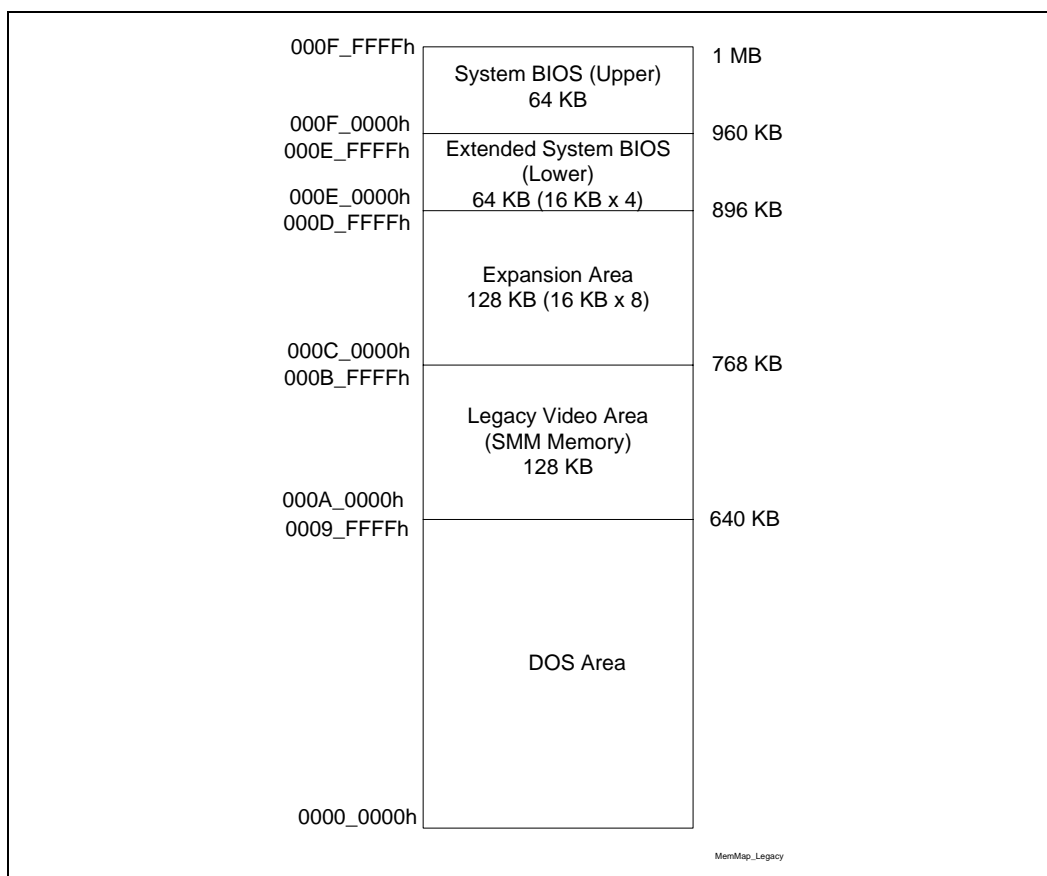 000F_FFFFh
1 MB
System BIOS (Upper)
64 KB
000F_0000h
960 KB
000E_FFFFh
Extended System BIOS
(Lower)
64 KB (16 KB x 4)
000E_0000h
896 KB
000D_FFFFh
Expansion Area
128 KB (16 KB x 8)
000C_0000h
768 KB
000B_FFFFh
Legacy Video Area
(SMM Memory)
128 KB
000A_0000h
640 KB
0009_FFFFh
DOS Area
0000_0000h
MemMap_Legacy